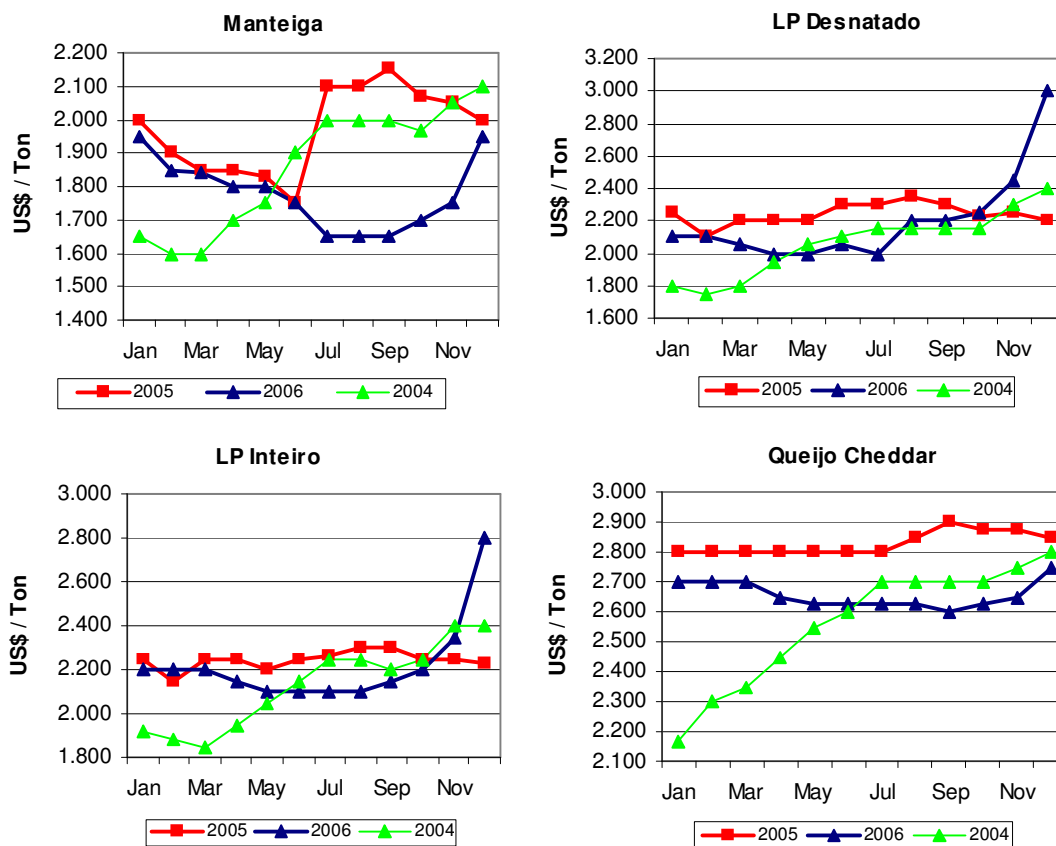 Manteiga
US$ / Ton
2.200
2.100
2.000
1.900
1.800
1.700
1.600
1.500
1.400
Jan Mar May Jul Sep Nov
2005 2006 2004
LP Desnatado
US$ / Ton
3.200
3.000
2.800
2.600
2.400
2.200
2.000
1.800
1.600
Jan Mar May Jul Sep Nov
2005 2006 2004
LP Inteiro
US$ / Ton
3.000
2.800
2.600
2.400
2.200
2.000
1.800
Jan Mar May Jul Sep Nov
2005 2006 2004
Queijo Cheddar
US$ / Ton
3.000
2.900
2.800
2.700
2.600
2.500
2.400
2.300
2.200
2.100
Jan Mar May Jul Sep Nov
2005 2006 2004